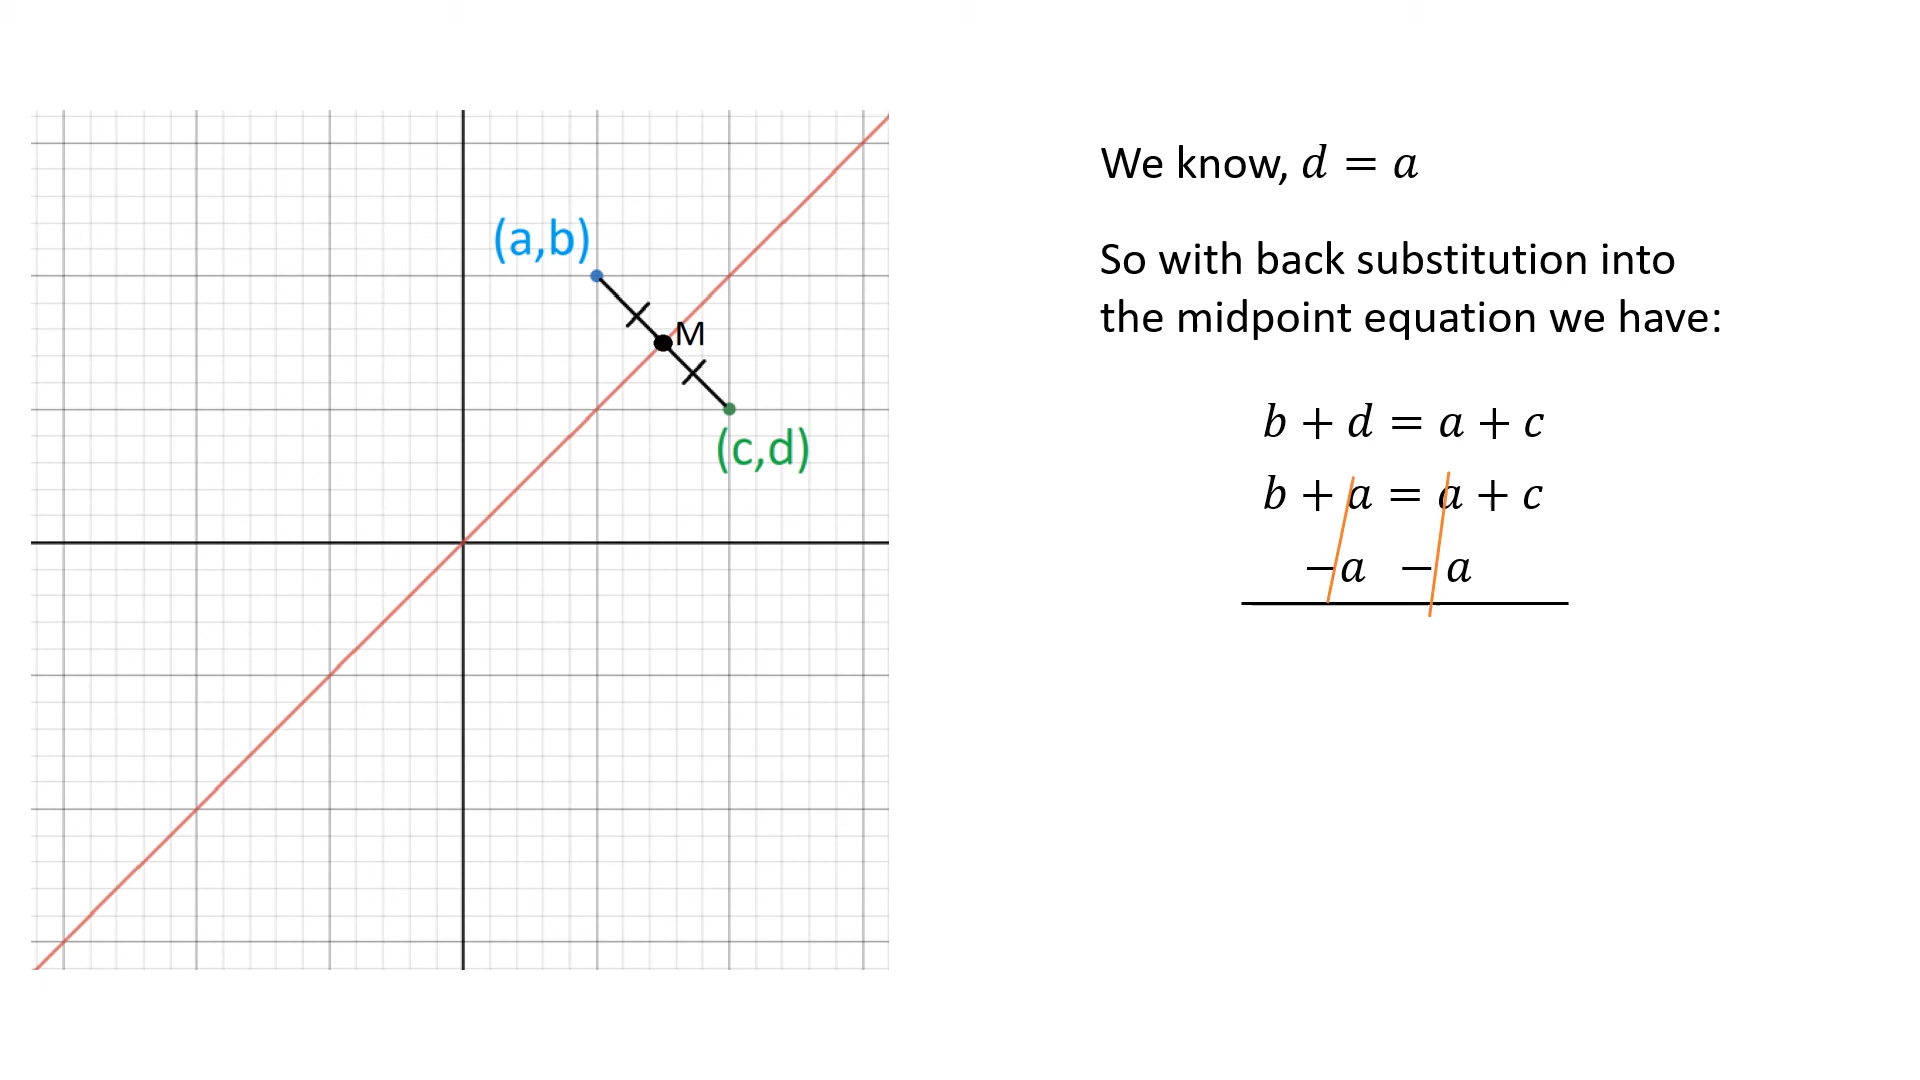 (a,b)
M
(c,d)
We know, d = a
So with back substitution into
the midpoint equation we have:
b + d = a + c
b + a = a + c
−a − a